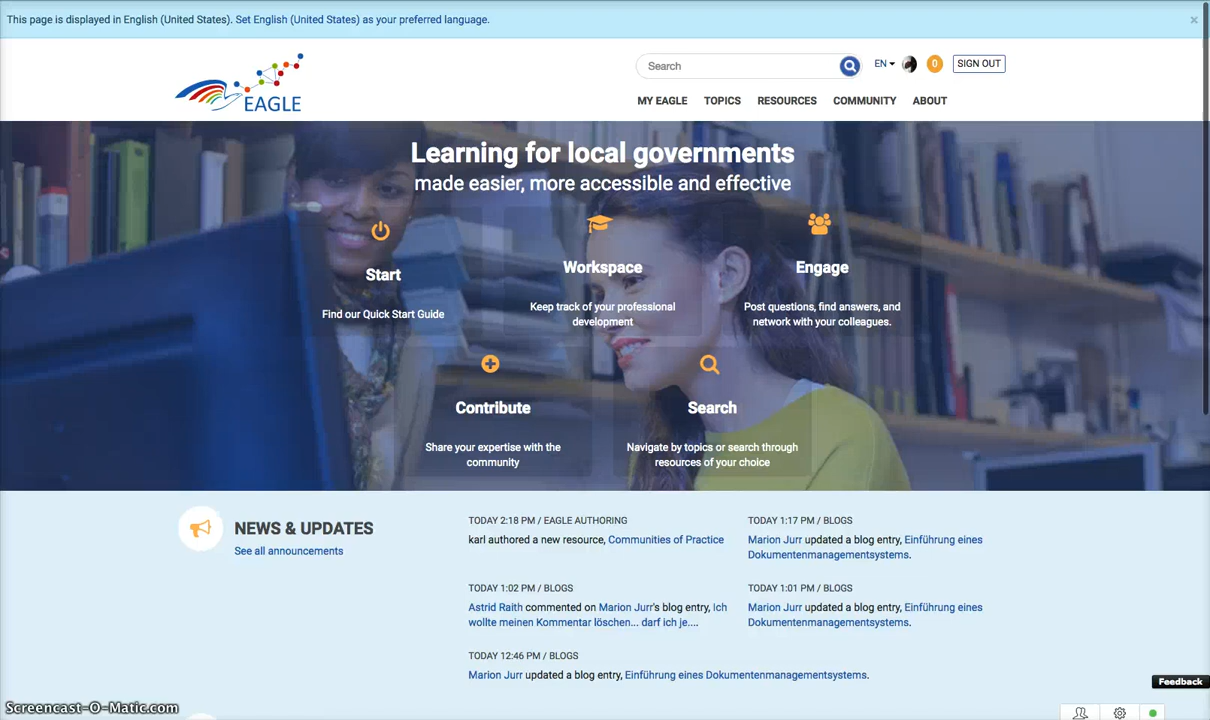 This page is displayed in English (United States). Set English (United States) as your preferred language.
×
EAGLE
Search
EN
0
SIGN OUT
MY EAGLE
TOPICS
RESOURCES
COMMUNITY
ABOUT
Learning for local governments
made easier, more accessible and effective
Start
Find our Quick Start Guide
Workspace
Keep track of your professional
development
Engage
Post questions, find answers, and
network with your colleagues.
Contribute
Share your expertise with the
community
Search
Navigate by topics or search through
resources of your choice
NEWS & UPDATES
See all announcements
TODAY 2:18 PM / EAGLE AUTHORING
karl authored a new resource, Communities of Practice
TODAY 1:17 PM / BLOGS
Marion Jurr updated a blog entry, Einführung eines
Dokumentenmanagementsystems.
TODAY 1:02 PM / BLOGS
Astrid Raith commented on Marion Jurr's blog entry, Ich
wollte meinen Kommentar löschen... darf ich je....
TODAY 1:01 PM / BLOGS
Marion Jurr updated a blog entry, Einführung eines
Dokumentenmanagementsystems.
TODAY 12:46 PM / BLOGS
Marion Jurr updated a blog entry, Einführung eines Dokumentenmanagementsystems.
Feedback
Screencast-O-Matic.com